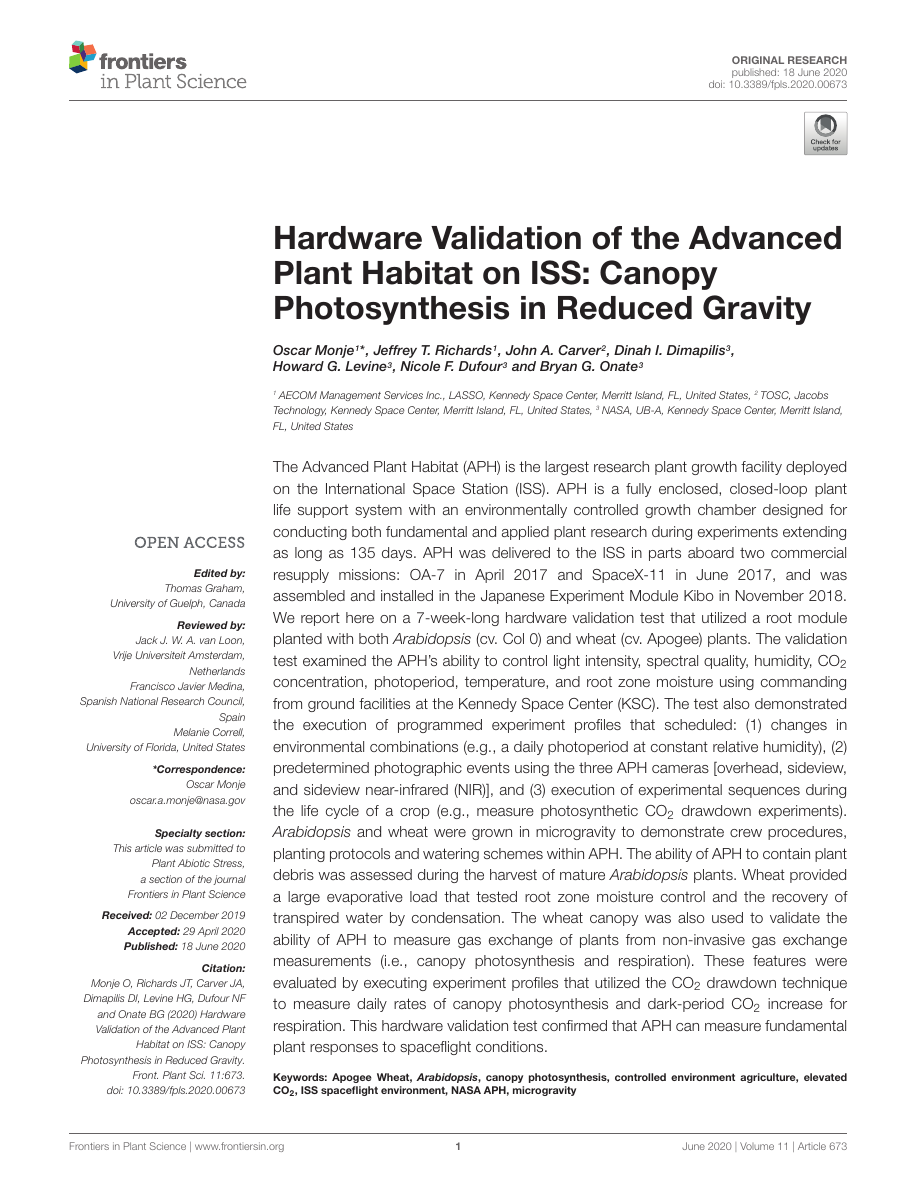 frontiers
in Plant Science
ORIGINAL RESEARCH
published: 18 June 2020
doi: 10.3389/fpls.2020.00673
Check for
updates
Hardware Validation of the Advanced
Plant Habitat on ISS: Canopy
Photosynthesis in Reduced Gravity
Oscar Monje¹*, Jeffrey T. Richards¹, John A. Carver², Dinah I. Dimapilis³,
Howard G. Levine³, Nicole F. Dufour³ and Bryan G. Onate³
¹ AECOM Management Services Inc., LASSO, Kennedy Space Center, Merritt Island, FL, United States, ² TOSC, Jacobs
Technology, Kennedy Space Center, Merritt Island, FL, United States, ³ NASA, UB-A, Kennedy Space Center, Merritt Island,
FL, United States
OPEN ACCESS
Edited by:
Thomas Graham,
University of Guelph, Canada
Reviewed by:
Jack J. W. A. van Loon,
Vrije Universiteit Amsterdam,
Netherlands
Francisco Javier Medina,
Spanish National Research Council,
Spain
Melanie Correll,
University of Florida, United States
*Correspondence:
Oscar Monje
oscar.a.monje@nasa.gov
Specialty section:
This article was submitted to
Plant Abiotic Stress,
a section of the journal
Frontiers in Plant Science
Received: 02 December 2019
Accepted: 29 April 2020
Published: 18 June 2020
Citation:
Monje O, Richards JT, Carver JA,
Dimapilis DI, Levine HG, Dufour NF
and Onate BG (2020) Hardware
Validation of the Advanced Plant
Habitat on ISS: Canopy
Photosynthesis in Reduced Gravity.
Front. Plant Sci. 11:673.
doi: 10.3389/fpls.2020.00673
The Advanced Plant Habitat (APH) is the largest research plant growth facility deployed
on the International Space Station (ISS). APH is a fully enclosed, closed-loop plant
life support system with an environmentally controlled growth chamber designed for
conducting both fundamental and applied plant research during experiments extending
as long as 135 days. APH was delivered to the ISS in parts aboard two commercial
resupply missions: OA-7 in April 2017 and SpaceX-11 in June 2017, and was
assembled and installed in the Japanese Experiment Module Kibo in November 2018.
We report here on a 7-week-long hardware validation test that utilized a root module
planted with both Arabidopsis (cv. Col 0) and wheat (cv. Apogee) plants. The validation
test examined the APH’s ability to control light intensity, spectral quality, humidity, CO₂
concentration, photoperiod, temperature, and root zone moisture using commanding
from ground facilities at the Kennedy Space Center (KSC). The test also demonstrated
the execution of programmed experiment profiles that scheduled: (1) changes in
environmental combinations (e.g., a daily photoperiod at constant relative humidity), (2)
predetermined photographic events using the three APH cameras [overhead, sideview,
and sideview near-infrared (NIR)], and (3) execution of experimental sequences during
the life cycle of a crop (e.g., measure photosynthetic CO₂ drawdown experiments).
Arabidopsis and wheat were grown in microgravity to demonstrate crew procedures,
planting protocols and watering schemes within APH. The ability of APH to contain plant
debris was assessed during the harvest of mature Arabidopsis plants. Wheat provided
a large evaporative load that tested root zone moisture control and the recovery of
transpired water by condensation. The wheat canopy was also used to validate the
ability of APH to measure gas exchange of plants from non-invasive gas exchange
measurements (i.e., canopy photosynthesis and respiration). These features were
evaluated by executing experiment profiles that utilized the CO₂ drawdown technique
to measure daily rates of canopy photosynthesis and dark-period CO₂ increase for
respiration. This hardware validation test confirmed that APH can measure fundamental
plant responses to spaceflight conditions.
Keywords: Apogee Wheat, Arabidopsis, canopy photosynthesis, controlled environment agriculture, elevated
CO₂, ISS spaceflight environment, NASA APH, microgravity
Frontiers in Plant Science | www.frontiersin.org
1
June 2020 | Volume 11 | Article 673